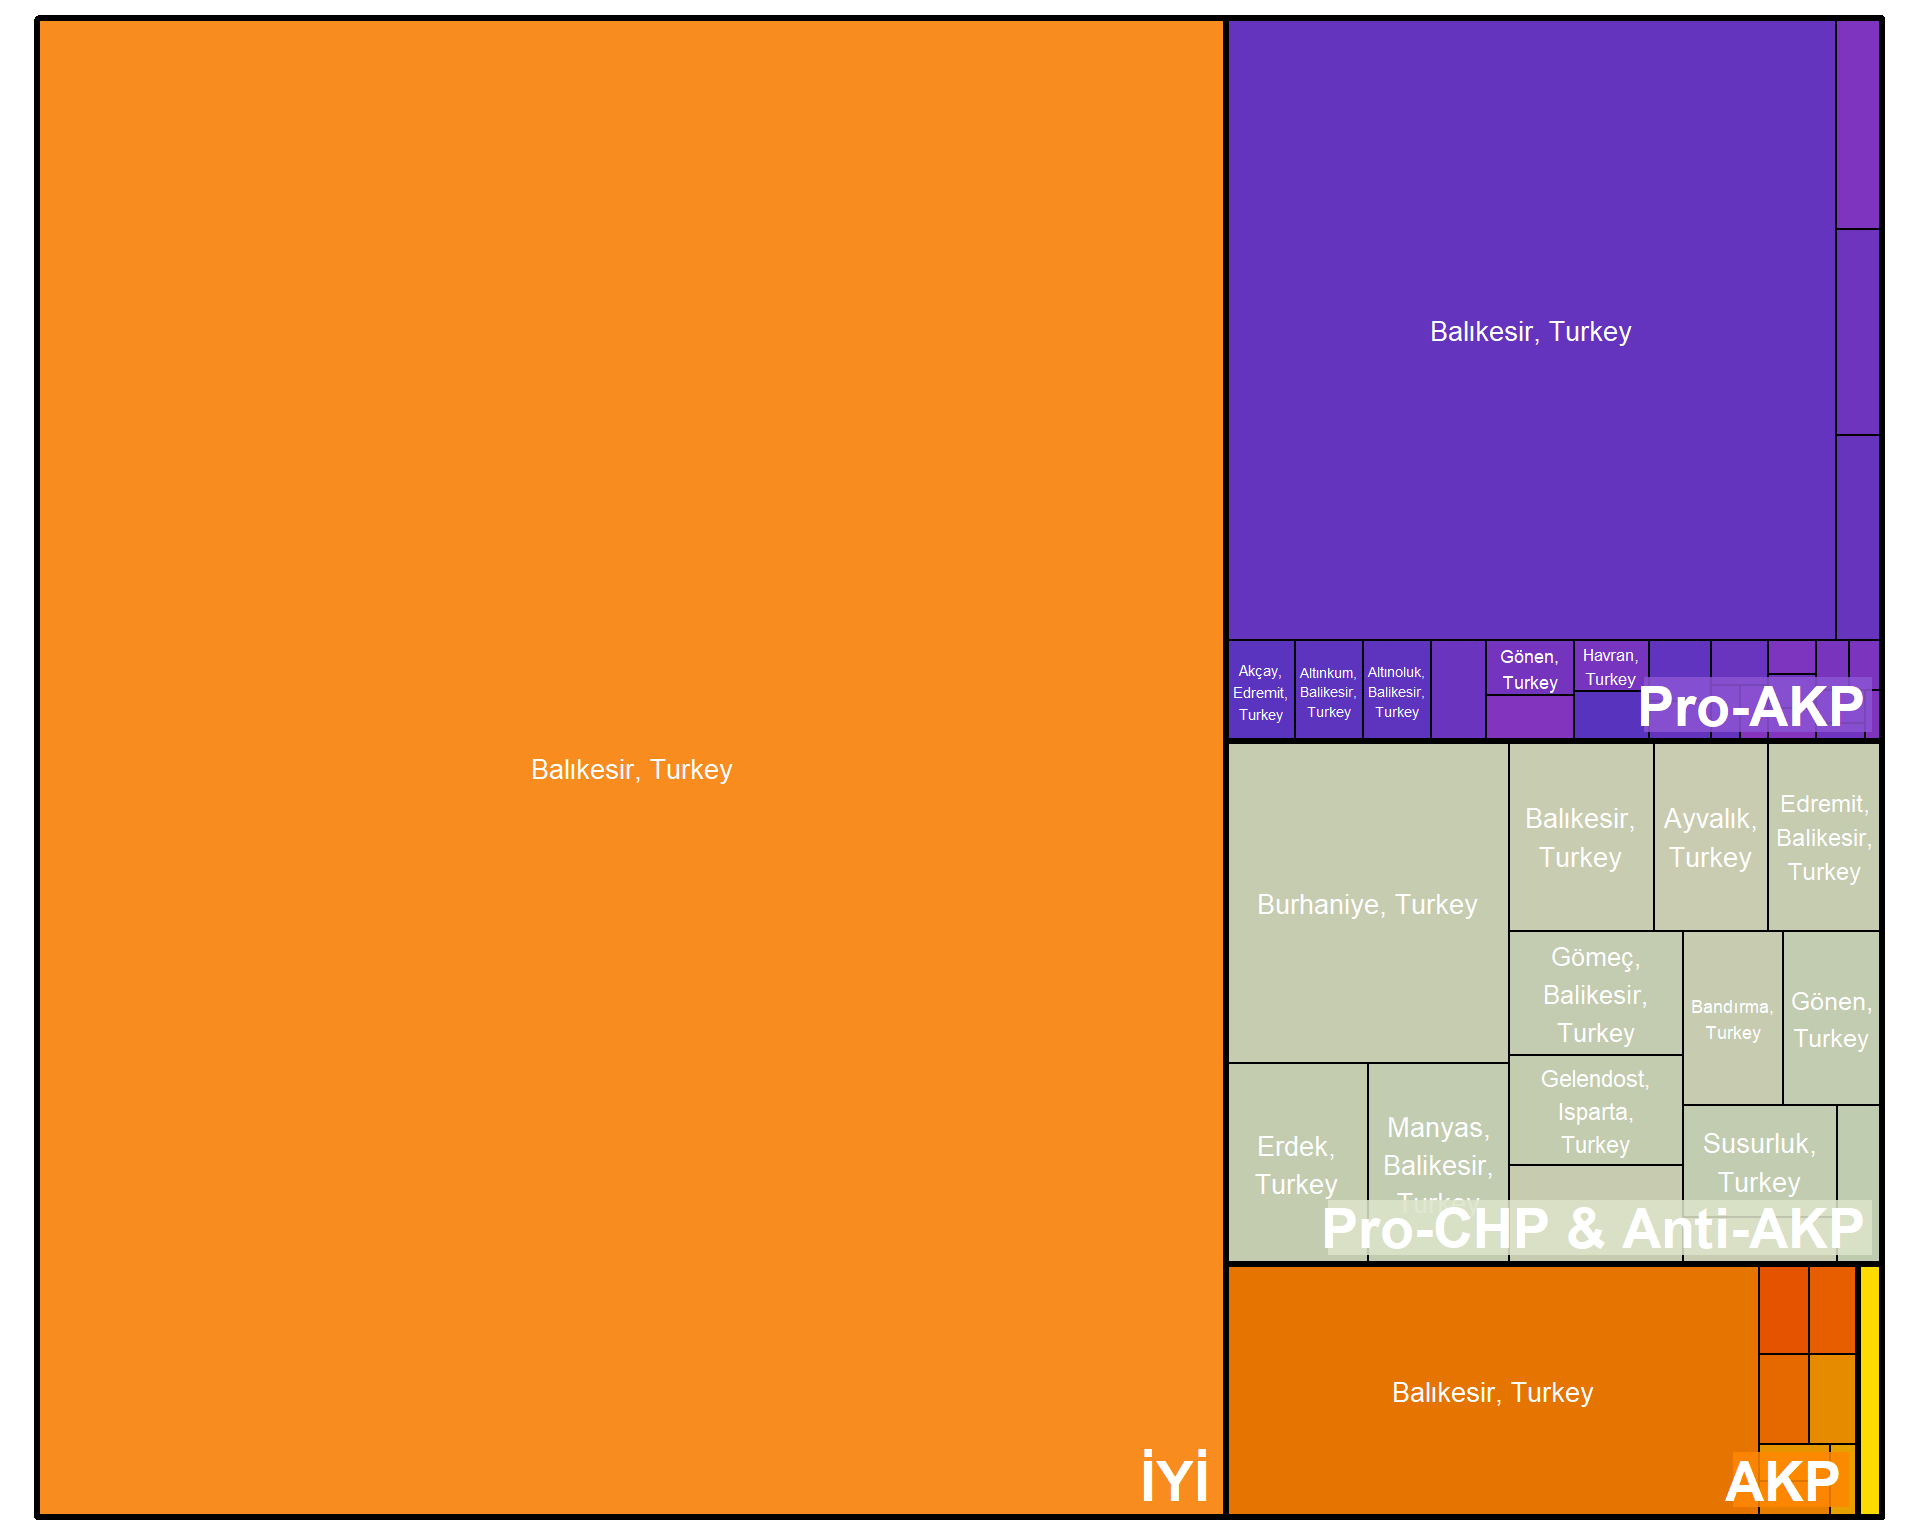 Balıkesir, Turkey
İYİ
Balıkesir, Turkey
Akçay,
Edremit,
Turkey
Altınkum,
Balikesir,
Turkey
Altınoluk,
Balikesir,
Turkey
Gönen,
Turkey
Havran,
Turkey
Pro-AKP
Burhaniye, Turkey
Balıkesir,
Turkey
Ayvalık,
Turkey
Edremit,
Balikesir,
Turkey
Gömeç,
Balikesir,
Turkey
Bandırma,
Turkey
Gönen,
Turkey
Erdek,
Turkey
Manyas,
Balikesir,
Turkey
Gelendost,
Isparta,
Turkey
Susurluk,
Turkey
Pro-CHP & Anti-AKP
Balıkesir, Turkey
AKP